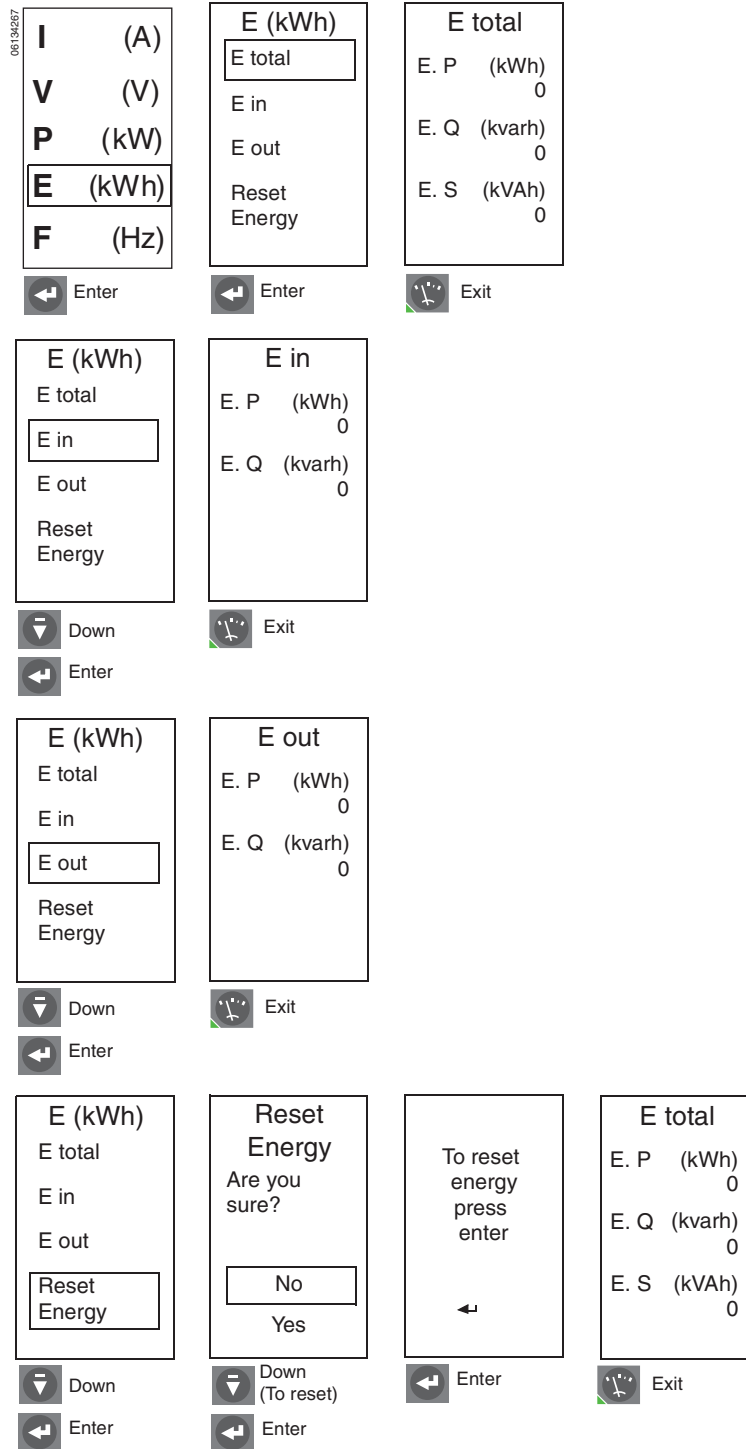 06134267
I (A)
V (V)
P (kW)
E (kWh)
F (Hz)
Enter
E (kWh)
E total
E in
E out
Reset
Energy
Enter
E total
E. P (kWh)
0
E. Q (kvarh)
0
E. S (kVAh)
0
Exit
E (kWh)
E total
E in
E out
Reset
Energy
Down
Enter
E in
E. P (kWh)
0
E. Q (kvarh)
0
Exit
E (kWh)
E total
E in
E out
Reset
Energy
Down
Enter
E out
E. P (kWh)
0
E. Q (kvarh)
0
Exit
E (kWh)
E total
E in
E out
Reset
Energy
Down
Enter
Reset
Energy
Are you
sure?
No
Yes
Down
(To reset)
Enter
To reset
energy
press
enter
Enter
E total
E. P (kWh)
0
E. Q (kvarh)
0
E. S (kVAh)
0
Exit